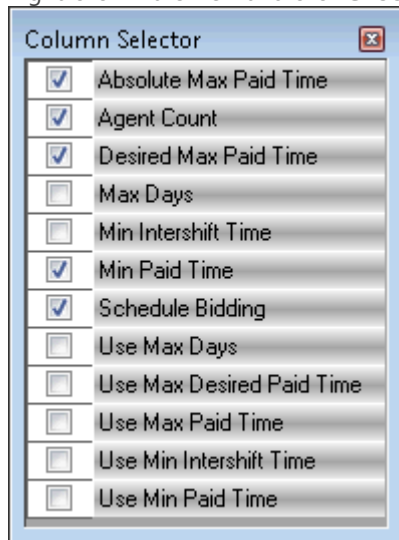 Column Selector
Absolute Max Paid Time
Agent Count
Desired Max Paid Time
Max Days
Min Intershift Time
Min Paid Time
Schedule Bidding
Use Max Days
Use Max Desired Paid Time
Use Max Paid Time
Use Min Intershift Time
Use Min Paid Time